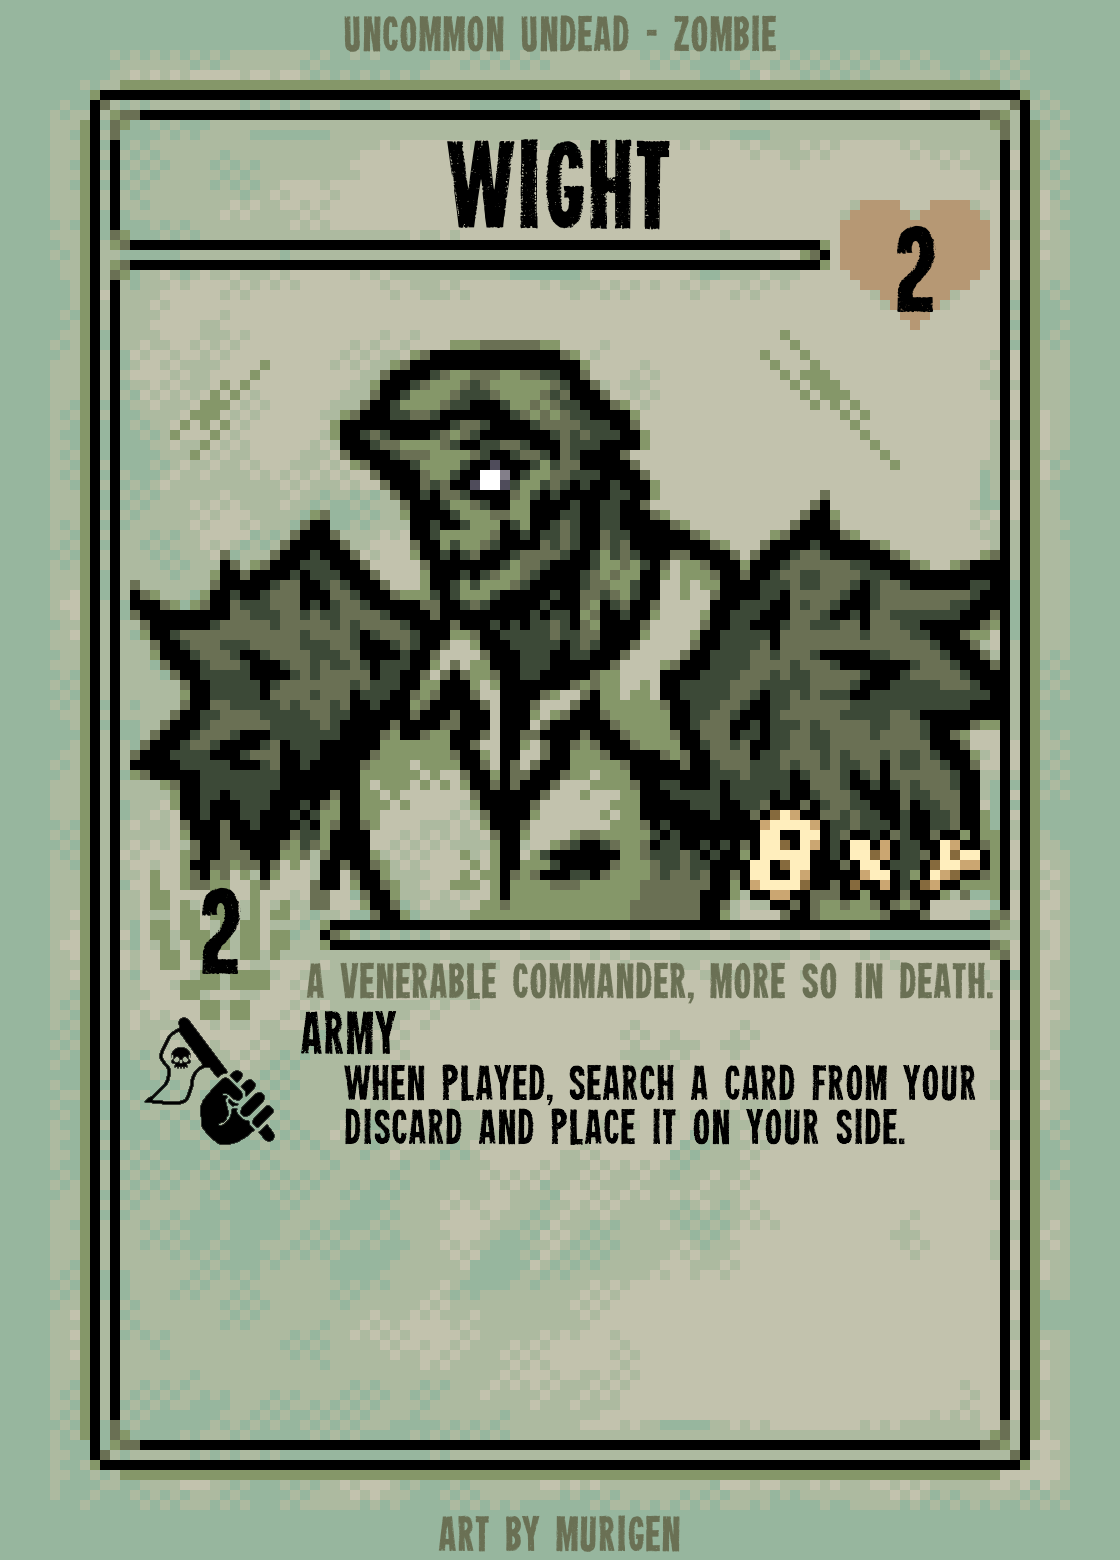 UNCOMMON UNDEAD - ZOMBIE
WIGHT
2
2
A VENERABLE COMMANDER, MORE SO IN DEATH.
ARMY
WHEN PLAYED, SEARCH A CARD FROM YOUR
DISCARD AND PLACE IT ON YOUR SIDE.
ART BY MURIGEN